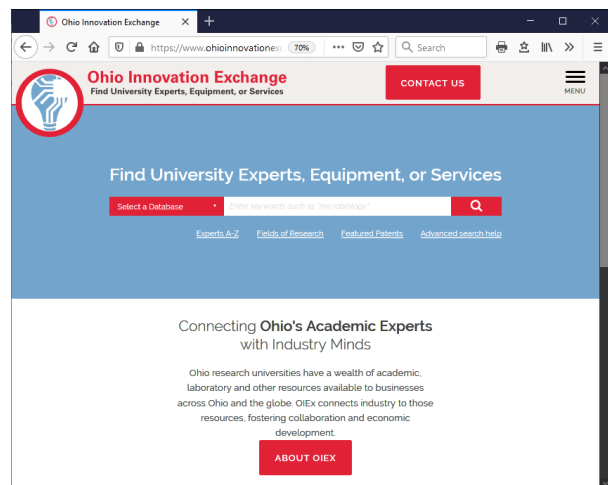 Ohio Innovation Exchange
https://www.ohioinnovationex
70%
Search
Ohio Innovation Exchange
Find University Experts, Equipment, or Services
CONTACT US
MENU
Find University Experts, Equipment, or Services
Select a Database
Enter keywords such as "microbiology"
Experts A-Z
Fields of Research
Featured Patents
Advanced search help
Connecting Ohio's Academic Experts
with Industry Minds
Ohio research universities have a wealth of academic,
laboratory and other resources available to businesses
across Ohio and the globe. OIEx connects industry to those
resources, fostering collaboration and economic
development.
ABOUT OIEX